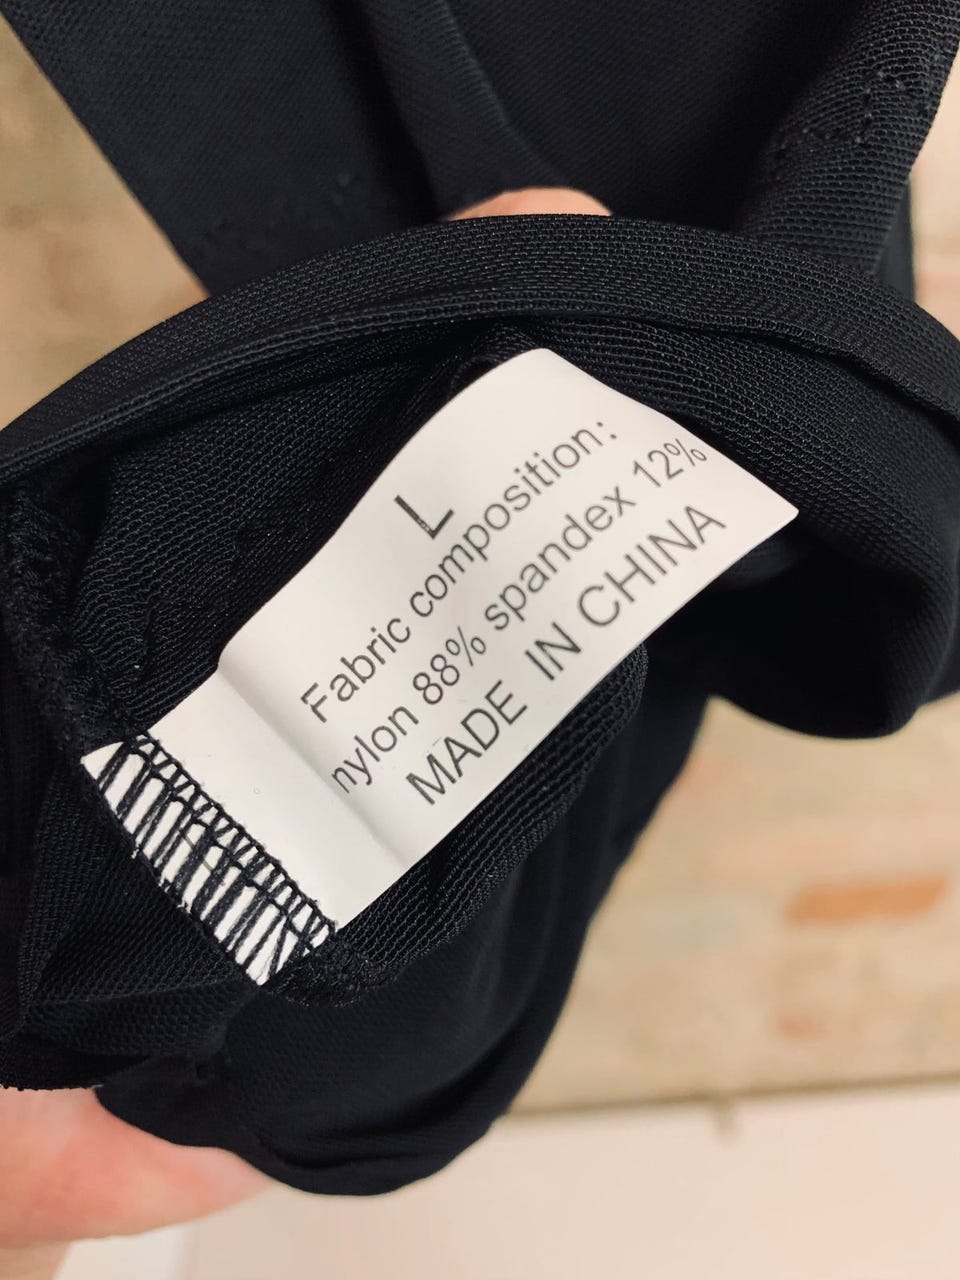 L
Fabric composition:
nylon 88% spandex 12%
MADE IN CHINA